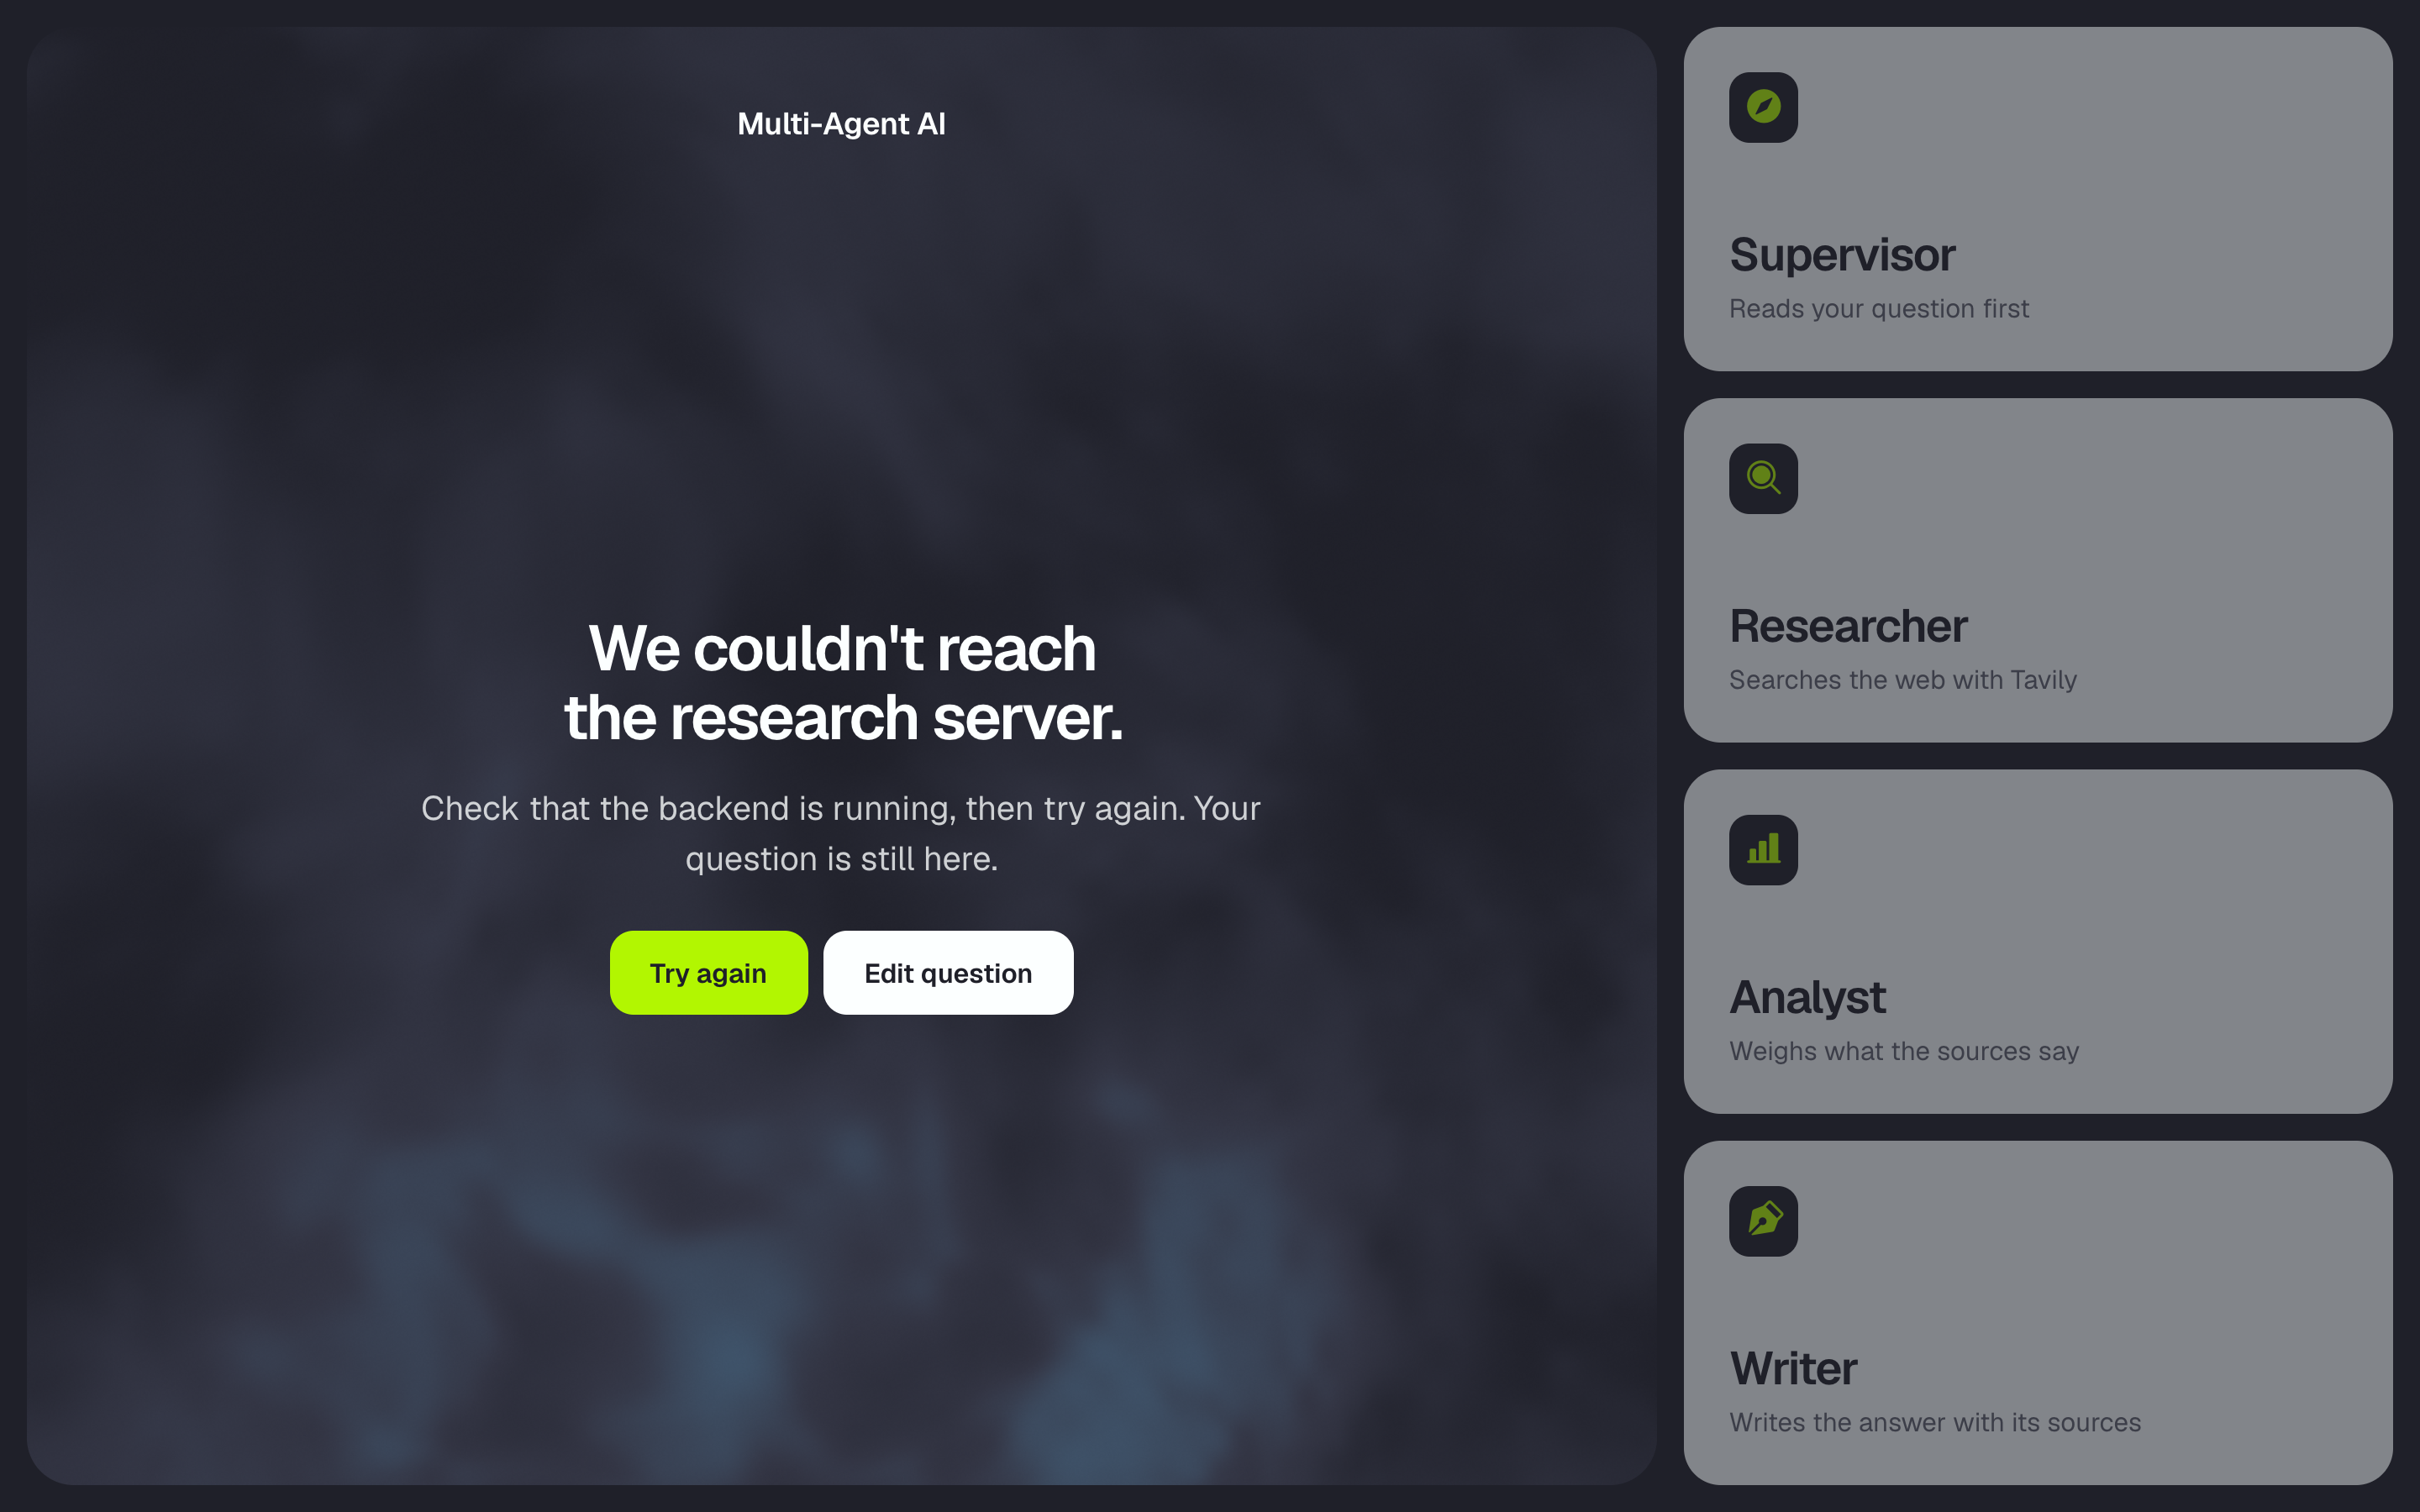 Multi-Agent AI
We couldn't reach
the research server.
Check that the backend is running, then try again. Your
question is still here.
Try again
Edit question
Supervisor
Reads your question first
Researcher
Searches the web with Tavily
Analyst
Weighs what the sources say
Writer
Writes the answer with its sources